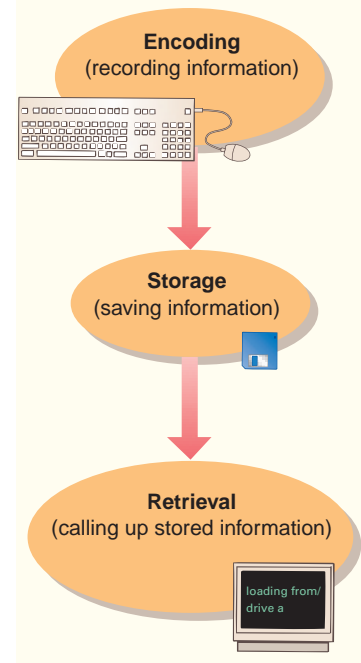 Encoding
(recording information)
Storage
(saving information)
Retrieval
(calling up stored information)
loading from/
drive a